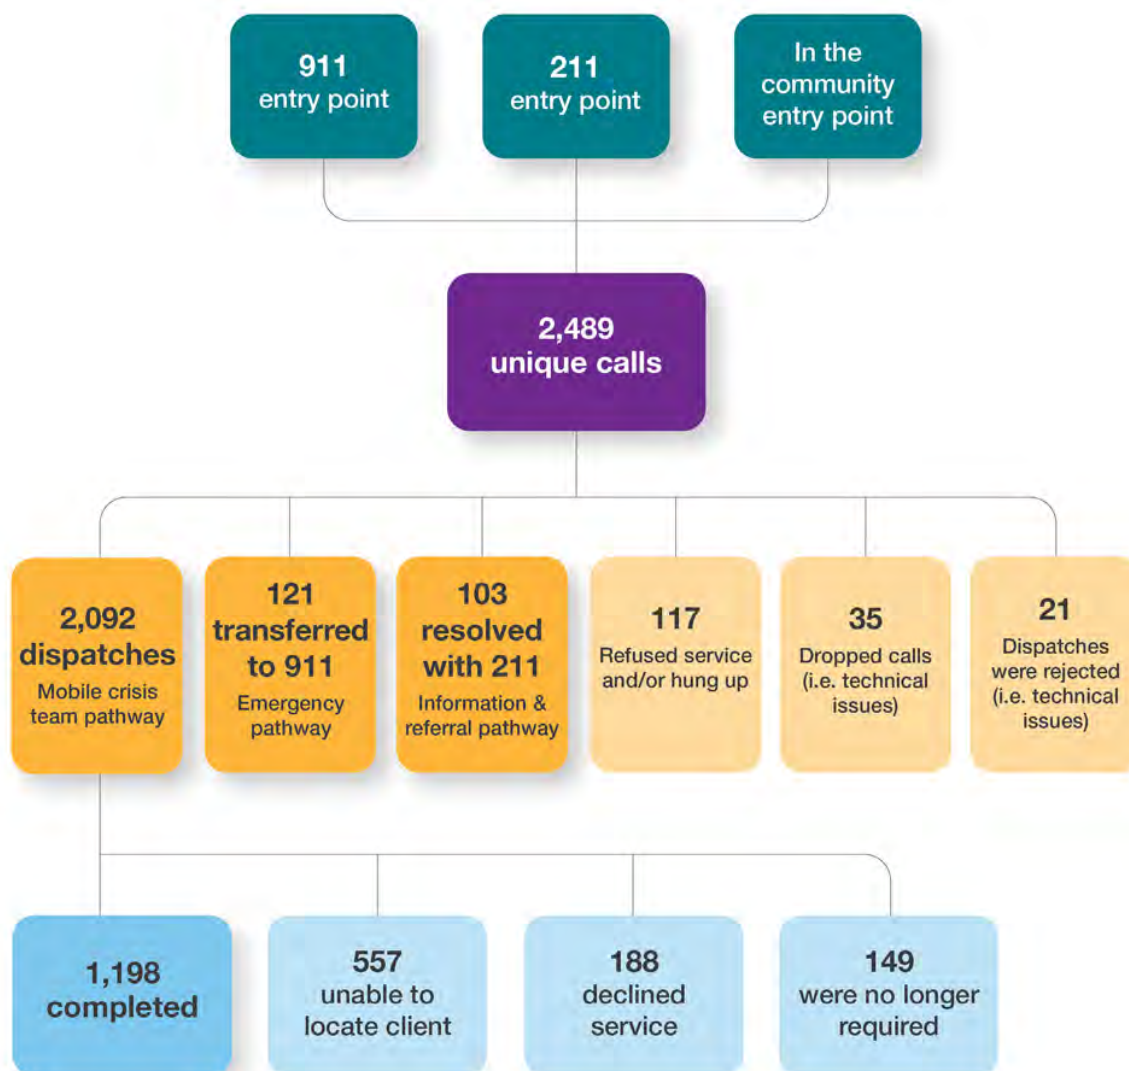 911
entry point
211
entry point
In the
community
entry point
2,489
unique calls
2,092
dispatches
Mobile crisis
team pathway
121
transferred
to 911
Emergency
pathway
103
resolved
with 211
Information &
referral pathway
117
Refused service
and/or hung up
35
Dropped calls
(i.e. technical
issues)
21
Dispatches
were rejected
(i.e. technical
issues)
1,198
completed
557
unable to
locate client
188
declined
service
149
were no longer
required